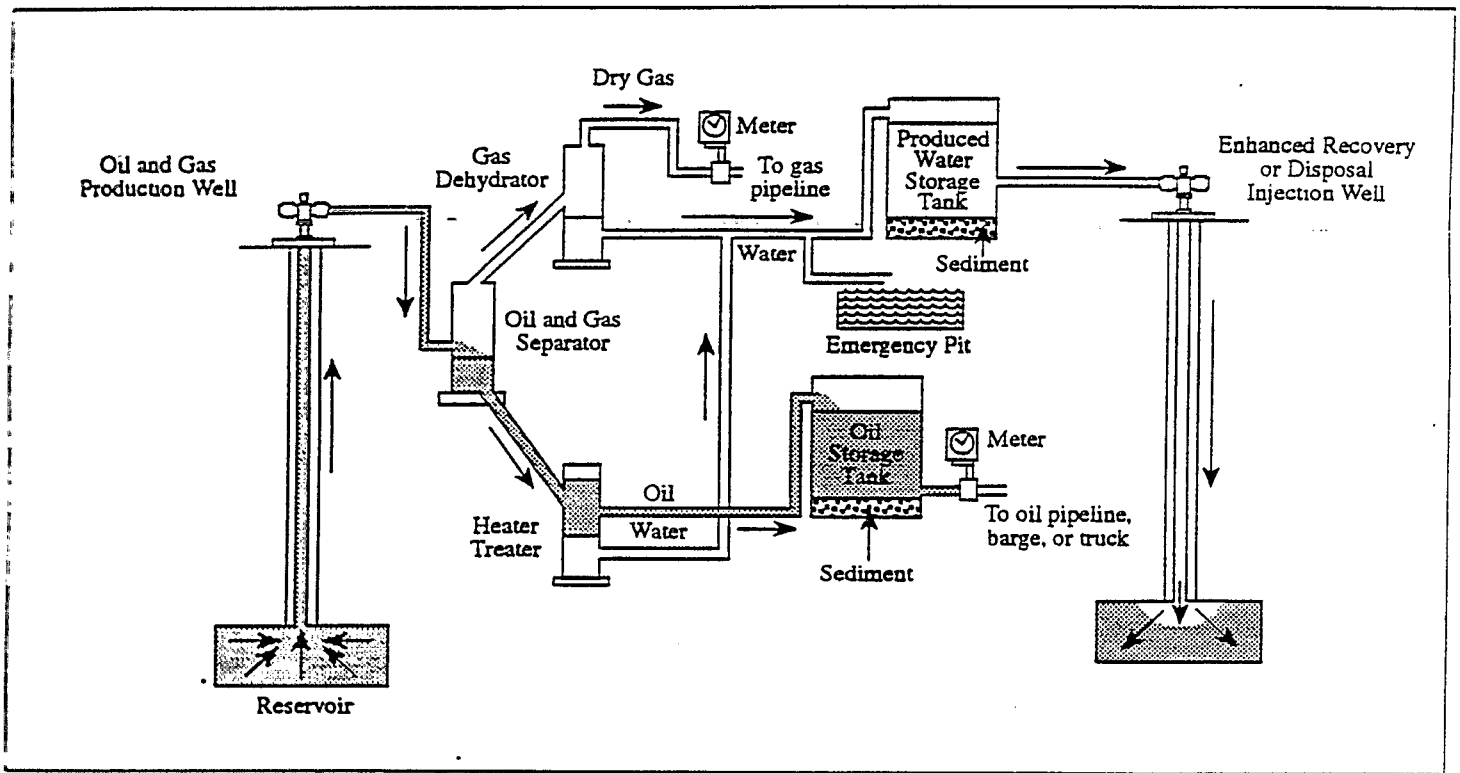 Dry Gas
Meter
Oil and Gas
Production Well
Gas
Dehydrator
To gas
pipeline
Produced
Water
Storage
Tank
Enhanced Recovery
or Disposal
Injection Well
Water
Sediment
Oil and Gas
Separator
Emergency Pit
Oil
Storage
Tank
Meter
Heater
Treater
Oil
Water
To oil pipeline,
barge, or truck
Sediment
Reservoir